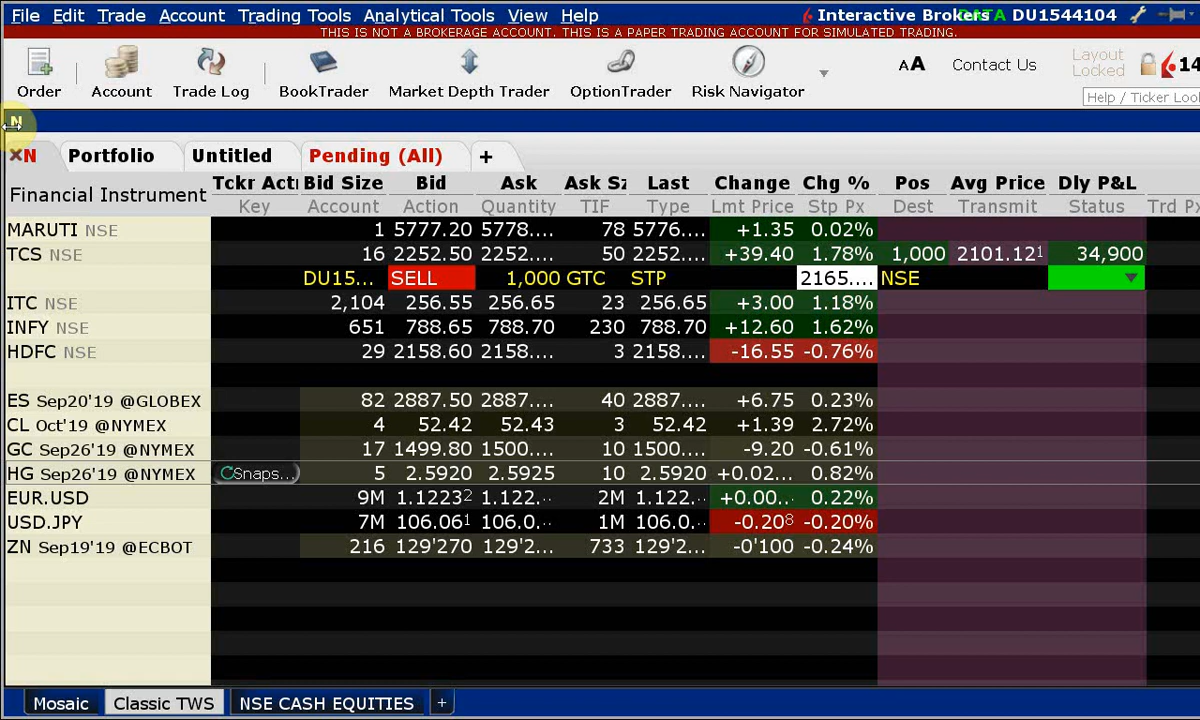 File Edit Trade Account Trading Tools Analytical Tools View Help Interactive Brokers DATA DU1544104
THIS IS NOT A BROKERAGE ACCOUNT. THIS IS A PAPER TRADING ACCOUNT FOR SIMULATED TRADING.
Order Account Trade Log BookTrader Market Depth Trader OptionTrader Risk Navigator AA Contact Us Layout Locked 14
Help / Ticker Loo
N
N Portfolio Untitled Pending (All) +
Financial Instrument Tckr Acti Bid Size Bid Ask Ask Sz Last Change Chg % Pos Avg Price Dly P&L
Key Account Action Quantity TIF Type Lmt Price Stp Px Dest Transmit Status Trd Px
MARUTI NSE 1 5777.20 5778.... 78 5776.... +1.35 0.02%
TCS NSE 16 2252.50 2252.... 50 2252.... +39.40 1.78% 1,000 2101.12¹ 34,900
DU15... SELL 1,000 GTC STP 2165.... NSE
ITC NSE 2,104 256.55 256.65 23 256.65 +3.00 1.18%
INFY NSE 651 788.65 788.70 230 788.70 +12.60 1.62%
HDFC NSE 29 2158.60 2158.... 3 2158.... -16.55 -0.76%
ES Sep20'19 @GLOBEX 82 2887.50 2887.... 40 2887.... +6.75 0.23%
CL Oct'19 @NYMEX 4 52.42 52.43 3 52.42 +1.39 2.72%
GC Sep26'19 @NYMEX 17 1499.80 1500.... 10 1500.... -9.20 -0.61%
HG Sep26'19 @NYMEX Snaps... 5 2.5920 2.5925 10 2.5920 +0.02... 0.82%
EUR.USD 9M 1.1223² 1.122... 2M 1.122... +0.00... 0.22%
USD.JPY 7M 106.06¹ 106.0... 1M 106.0... -0.20⁸ -0.20%
ZN Sep19'19 @ECBOT 216 129'270 129'2... 733 129'2... -0'100 -0.24%
Mosaic Classic TWS NSE CASH EQUITIES +